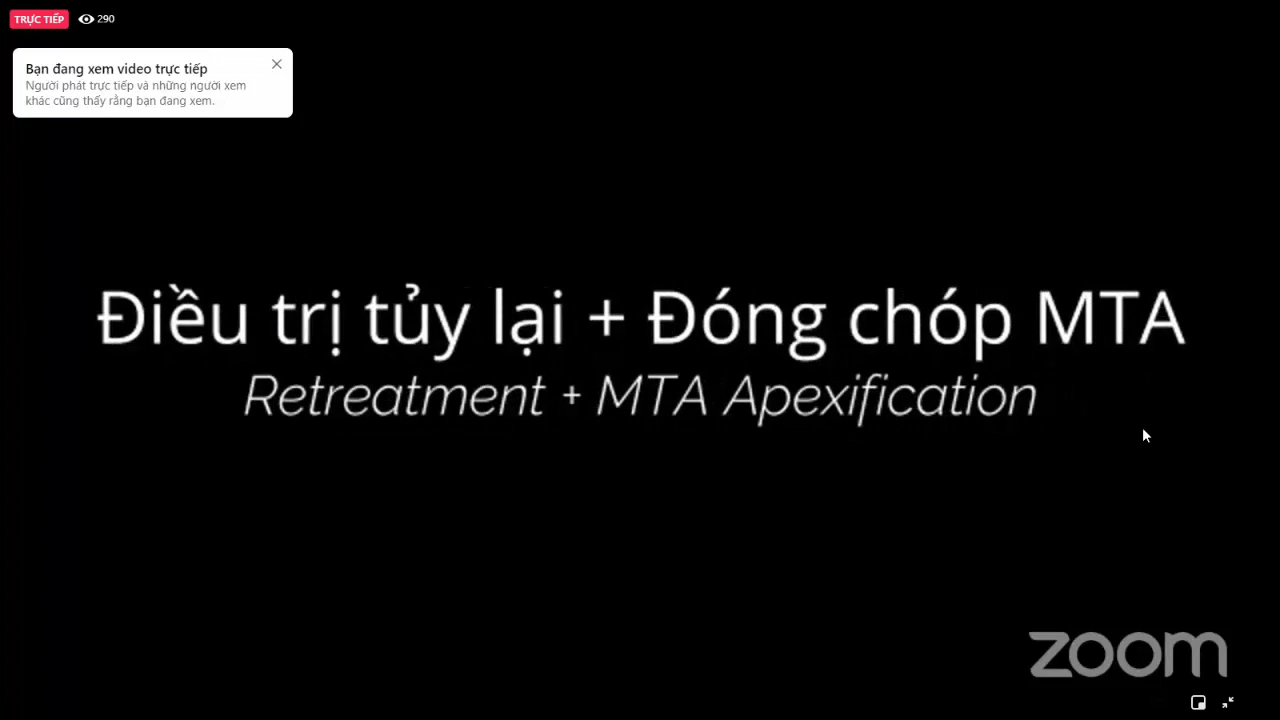 TRỰC TIẾP 290
Bạn đang xem video trực tiếp
Người phát trực tiếp và những người xem
khác cũng thấy rằng bạn đang xem.
Điều trị tủy lại + Đóng chóp MTA
Retreatment + MTA Apexification
zoom